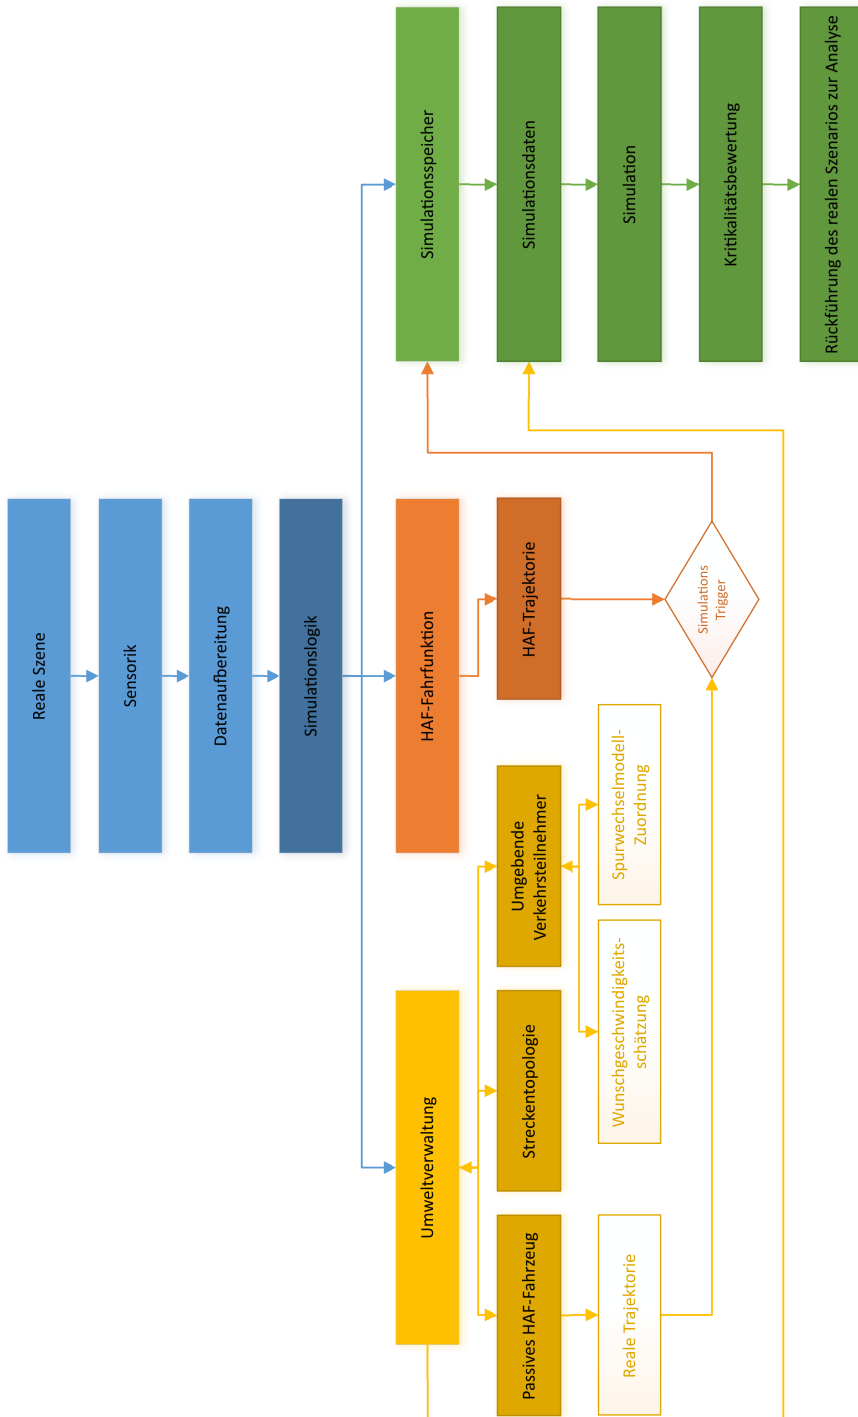 Reale Szene
Sensorik
Datenaufbereitung
Simulationslogik
Umweltverwaltung
HAF-Fahrfunktion
Simulationsspeicher
Passives HAF-Fahrzeug
Streckentopologie
Umgebende
Verkehrsteilnehmer
HAF-Trajektorie
Simulationsdaten
Reale Trajektorie
Wunschgeschwindigkeits-
schätzung
Spurwechselmodell-
Zuordnung
Simulation
Simulations
Trigger
Kritikalitätsbewertung
Rückführung des realen Szenarios zur Analyse